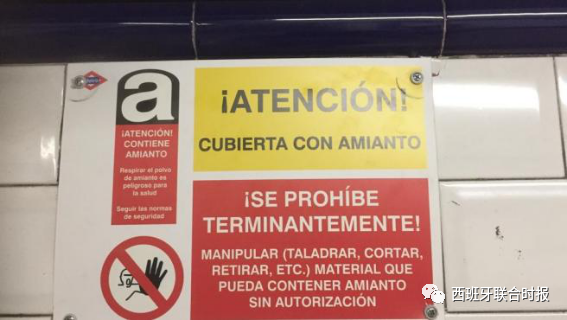 a
¡ATENCIÓN!
CONTIENE
AMIANTO
Respirar el polvo
de amianto es
peligroso para
la salud
Seguir las normas
de seguridad
¡ATENCIÓN!
CUBIERTA CON AMIANTO
¡SE PROHÍBE
TERMINANTEMENTE!
MANIPULAR (TALADRAR, CORTAR,
RETIRAR, ETC.) MATERIAL QUE
PUEDA CONTENER AMIANTO
SIN AUTORIZACIÓN
西班牙联合时报